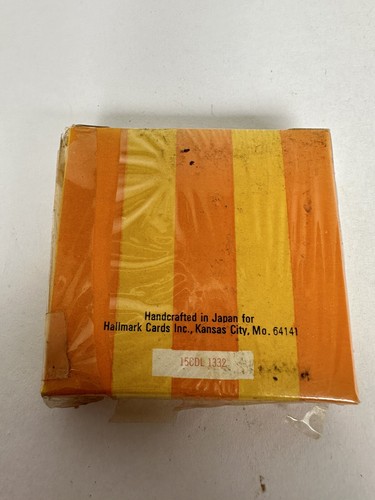 Handcrafted in Japan for
Hallmark Cards Inc., Kansas City, Mo. 64141
150DL 1332